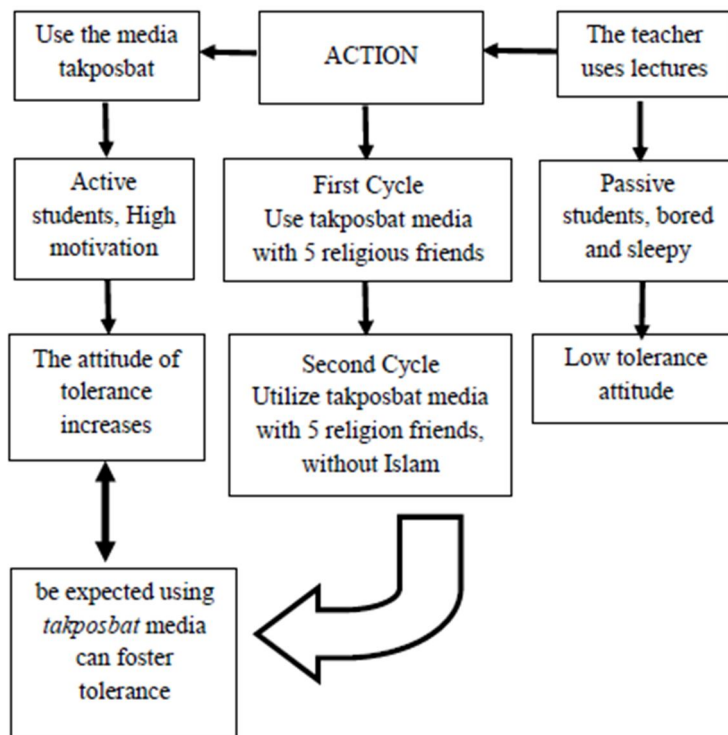 Use the media
takposbat
ACTION
The teacher
uses lectures
Active
students, High
motivation
First Cycle
Use takposbat media
with 5 religious friends
Passive
students, bored
and sleepy
The attitude of
tolerance
increases
Second Cycle
Utilize takposbat media
with 5 religion friends,
without Islam
Low tolerance
attitude
be expected using
takposbat media
can foster
tolerance